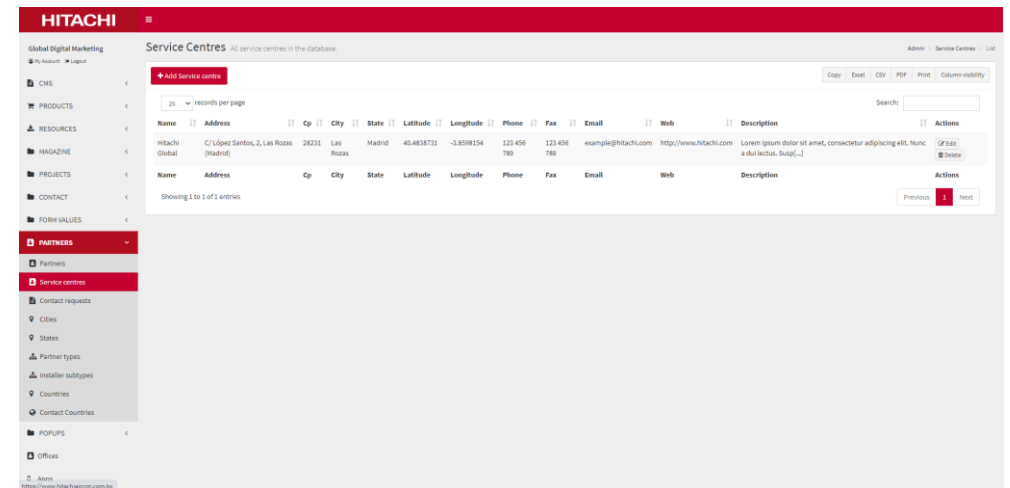 HITACHI
Global Digital Marketing
My Account Logout
CMS
PRODUCTS
RESOURCES
MAGAZINE
PROJECTS
CONTACT
FORM VALUES
PARTNERS
Partners
Service centres
Contact requests
Cities
States
Partner types
Installer subtypes
Countries
Contact Countries
POPUPS
Offices
Apps
Service Centres All service centres in the database.
Admin > Service Centres > List
Add Service centre
Copy Excel CSV PDF Print Column visibility
25 records per page
Search:
Name Address Cp City State Latitude Longitude Phone Fax Email Web Description Actions
Hitachi C/ López Santos, 2, Las Rozas 28231 Las Madrid 40.4838731 -3.8598154 123 456 123 456 example@hitachi.com http://www.hitachi.com Lorem ipsum dolor sit amet, consectetur adipiscing elit. Nunc Edit
Global (Madrid) Rozas 789 789 a dui lectus. Susp[...] Delete
Name Address Cp City State Latitude Longitude Phone Fax Email Web Description Actions
Showing 1 to 1 of 1 entries
Previous 1 Next